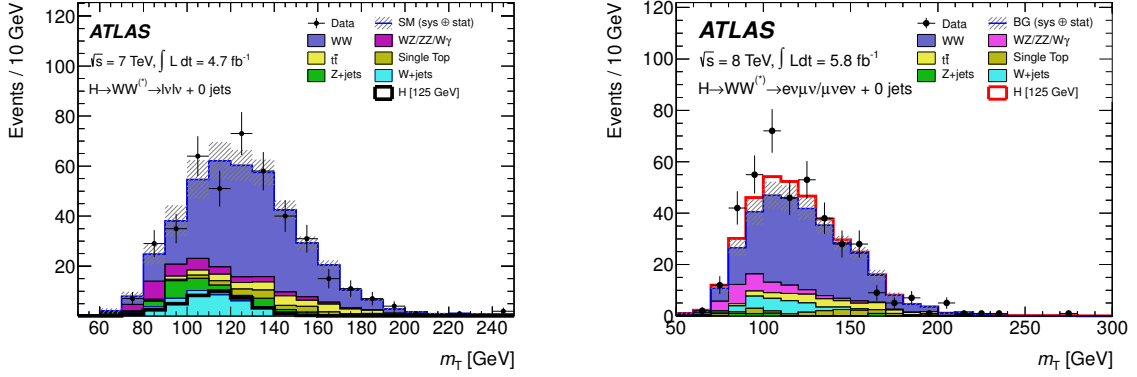 Events / 10 GeV
120
100
80
60
40
20
ATLAS
√s = 7 TeV, ∫ L dt = 4.7 fb⁻¹
H→WW⁽*⁾→lνlν + 0 jets
Data
SM (sys ⊕ stat)
WW
WZ/ZZ/Wγ
tt̄
Single Top
Z+jets
W+jets
H [125 GeV]
60 80 100 120 140 160 180 200 220 240
m_T [GeV]
Events / 10 GeV
120
100
80
60
40
20
0
ATLAS
√s = 8 TeV, ∫ Ldt = 5.8 fb⁻¹
H→WW⁽*⁾→eνμν/μνeν + 0 jets
Data
BG (sys ⊕ stat)
WW
WZ/ZZ/Wγ
tt̄
Single Top
Z+jets
W+jets
H [125 GeV]
50 100 150 200 250 300
m_T [GeV]